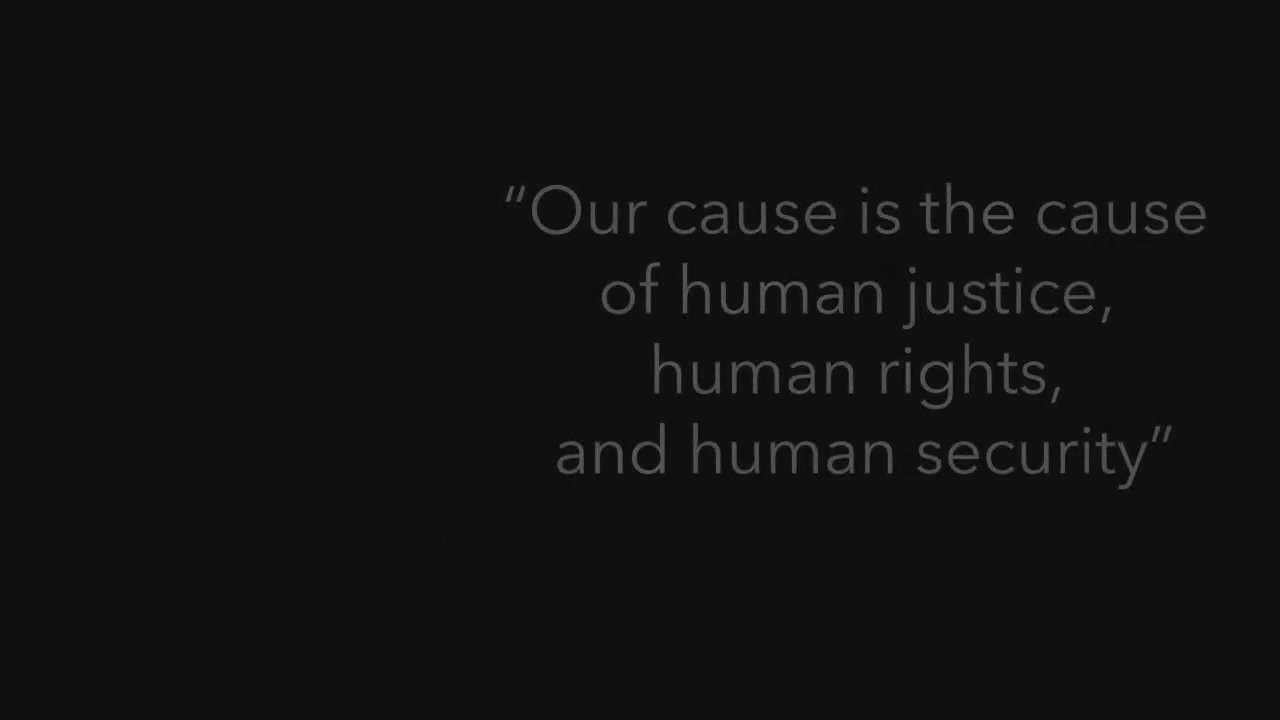 “Our cause is the cause
of human justice,
human rights,
and human security”